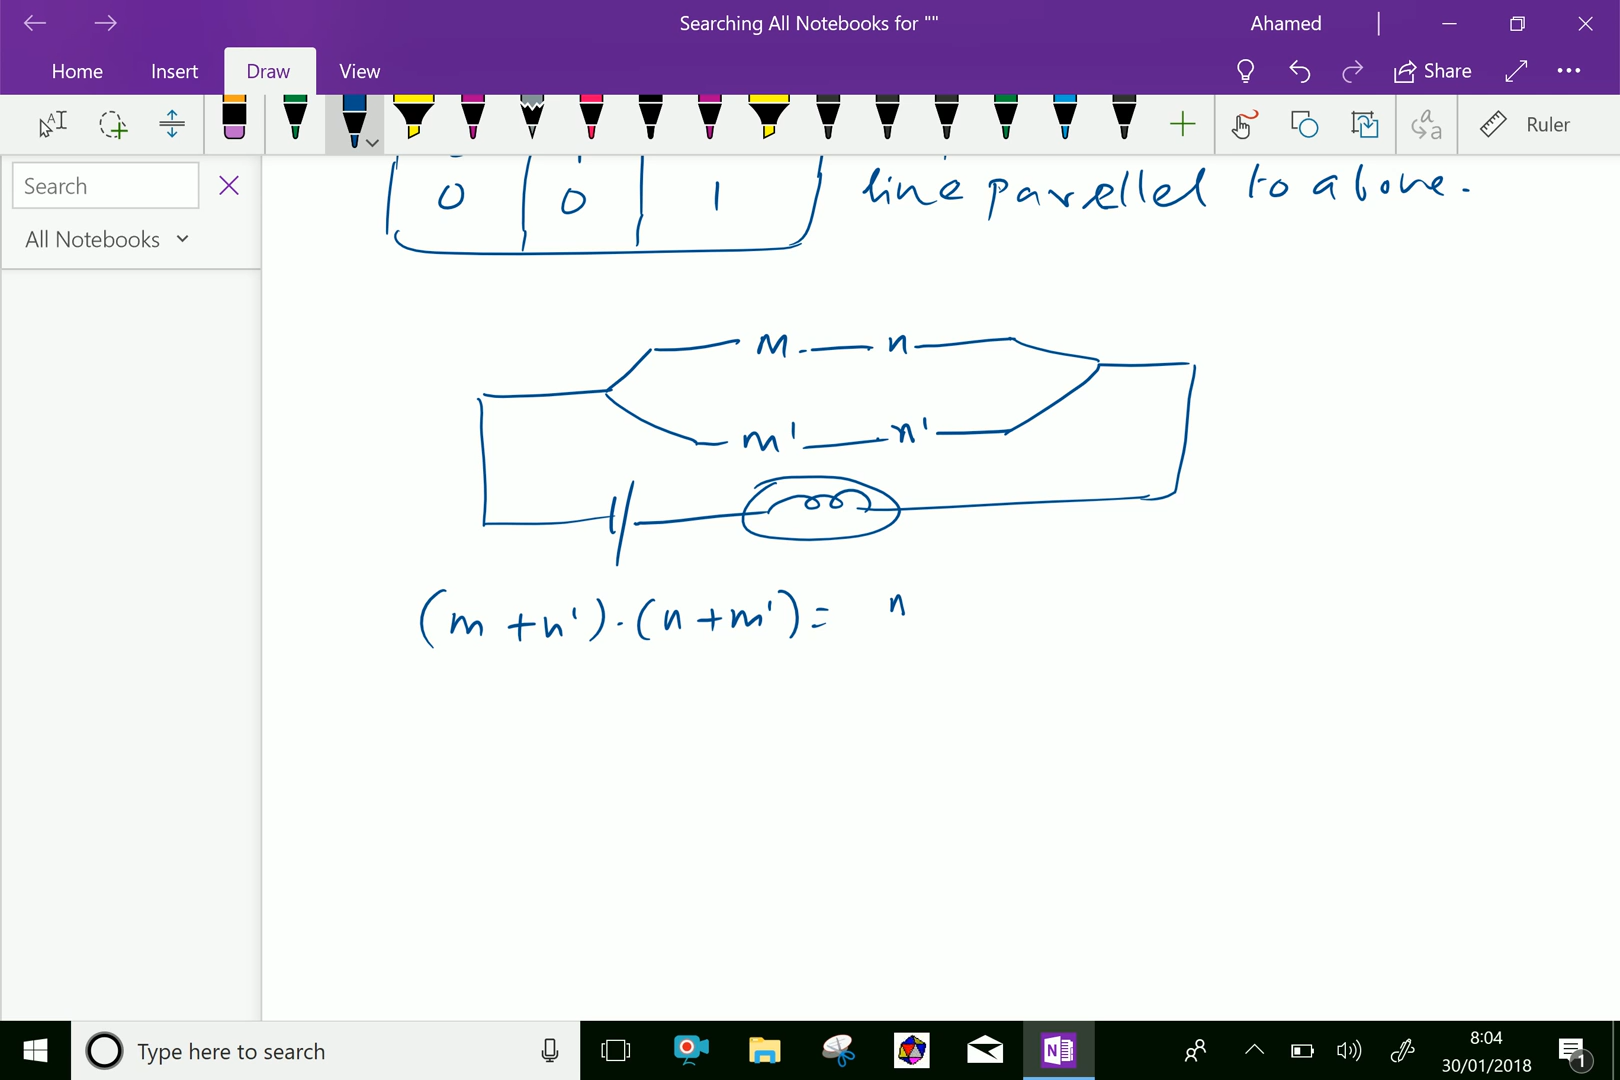 Searching All Notebooks for ""
Ahamed
Home Insert Draw View
Share
Ruler
Search
All Notebooks
0 0 1 line parellel to above.
M n
m' n'
(m + n') . (n + m') = n
Type here to search
8:04
30/01/2018
1